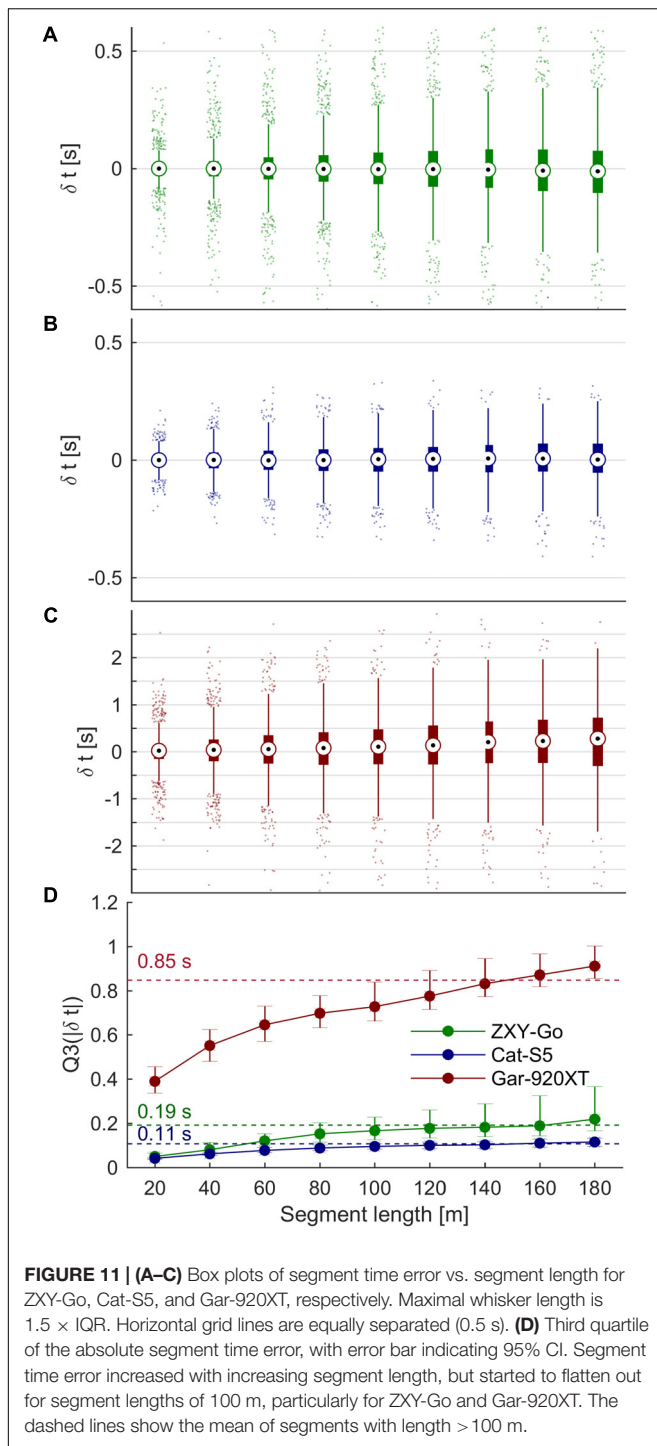 A
0.5
0
-0.5
δ t [s]
B
0.5
0
-0.5
δ t [s]
C
2
1
0
-1
-2
δ t [s]
D
1.2
1
0.8
0.6
0.4
0.2
0
Q3(|δ t|)
0.85 s
0.19 s
0.11 s
ZXY-Go
Cat-S5
Gar-920XT
20 40 60 80 100 120 140 160 180
Segment length [m]
FIGURE 11 | (A–C) Box plots of segment time error vs. segment length for
ZXY-Go, Cat-S5, and Gar-920XT, respectively. Maximal whisker length is
1.5 × IQR. Horizontal grid lines are equally separated (0.5 s). (D) Third quartile
of the absolute segment time error, with error bar indicating 95% CI. Segment
time error increased with increasing segment length, but started to flatten out
for segment lengths of 100 m, particularly for ZXY-Go and Gar-920XT. The
dashed lines show the mean of segments with length >100 m.